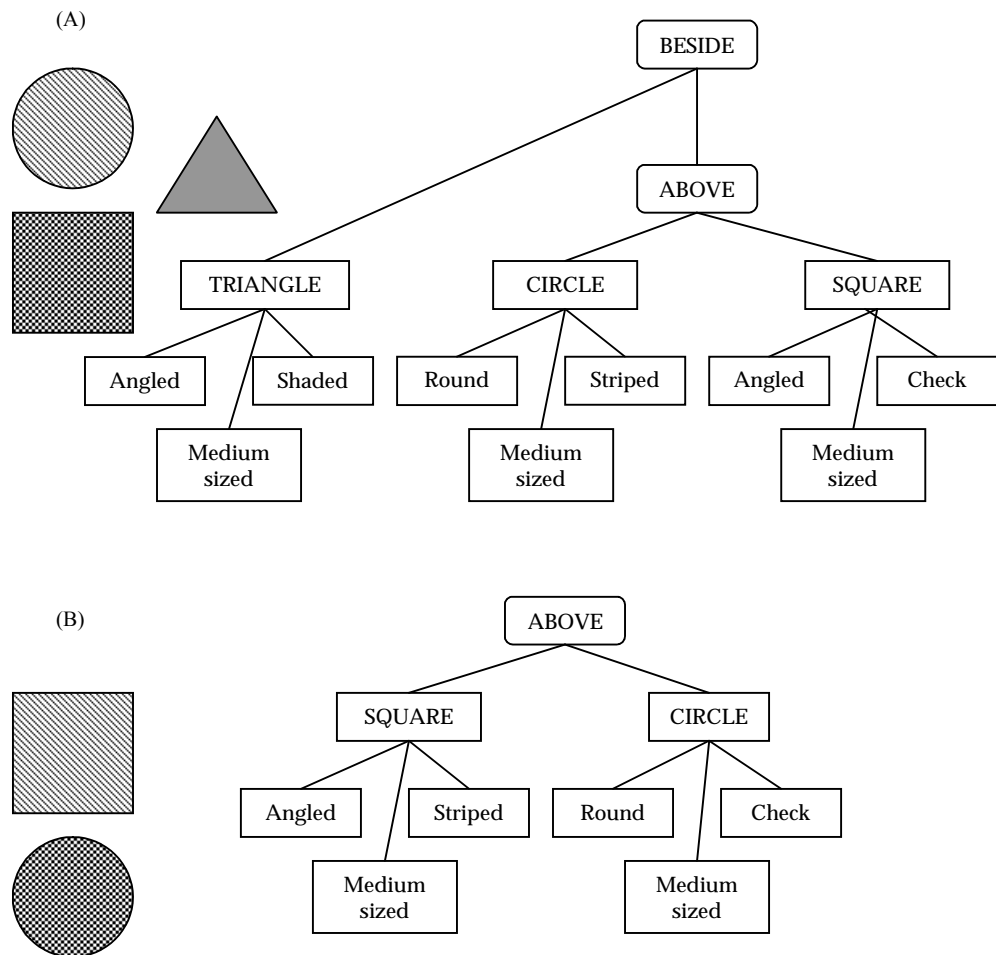 (A)
BESIDE
ABOVE
TRIANGLE
CIRCLE
SQUARE
Angled
Shaded
Round
Striped
Angled
Check
Medium
sized
Medium
sized
Medium
sized
(B)
ABOVE
SQUARE
CIRCLE
Angled
Striped
Round
Check
Medium
sized
Medium
sized